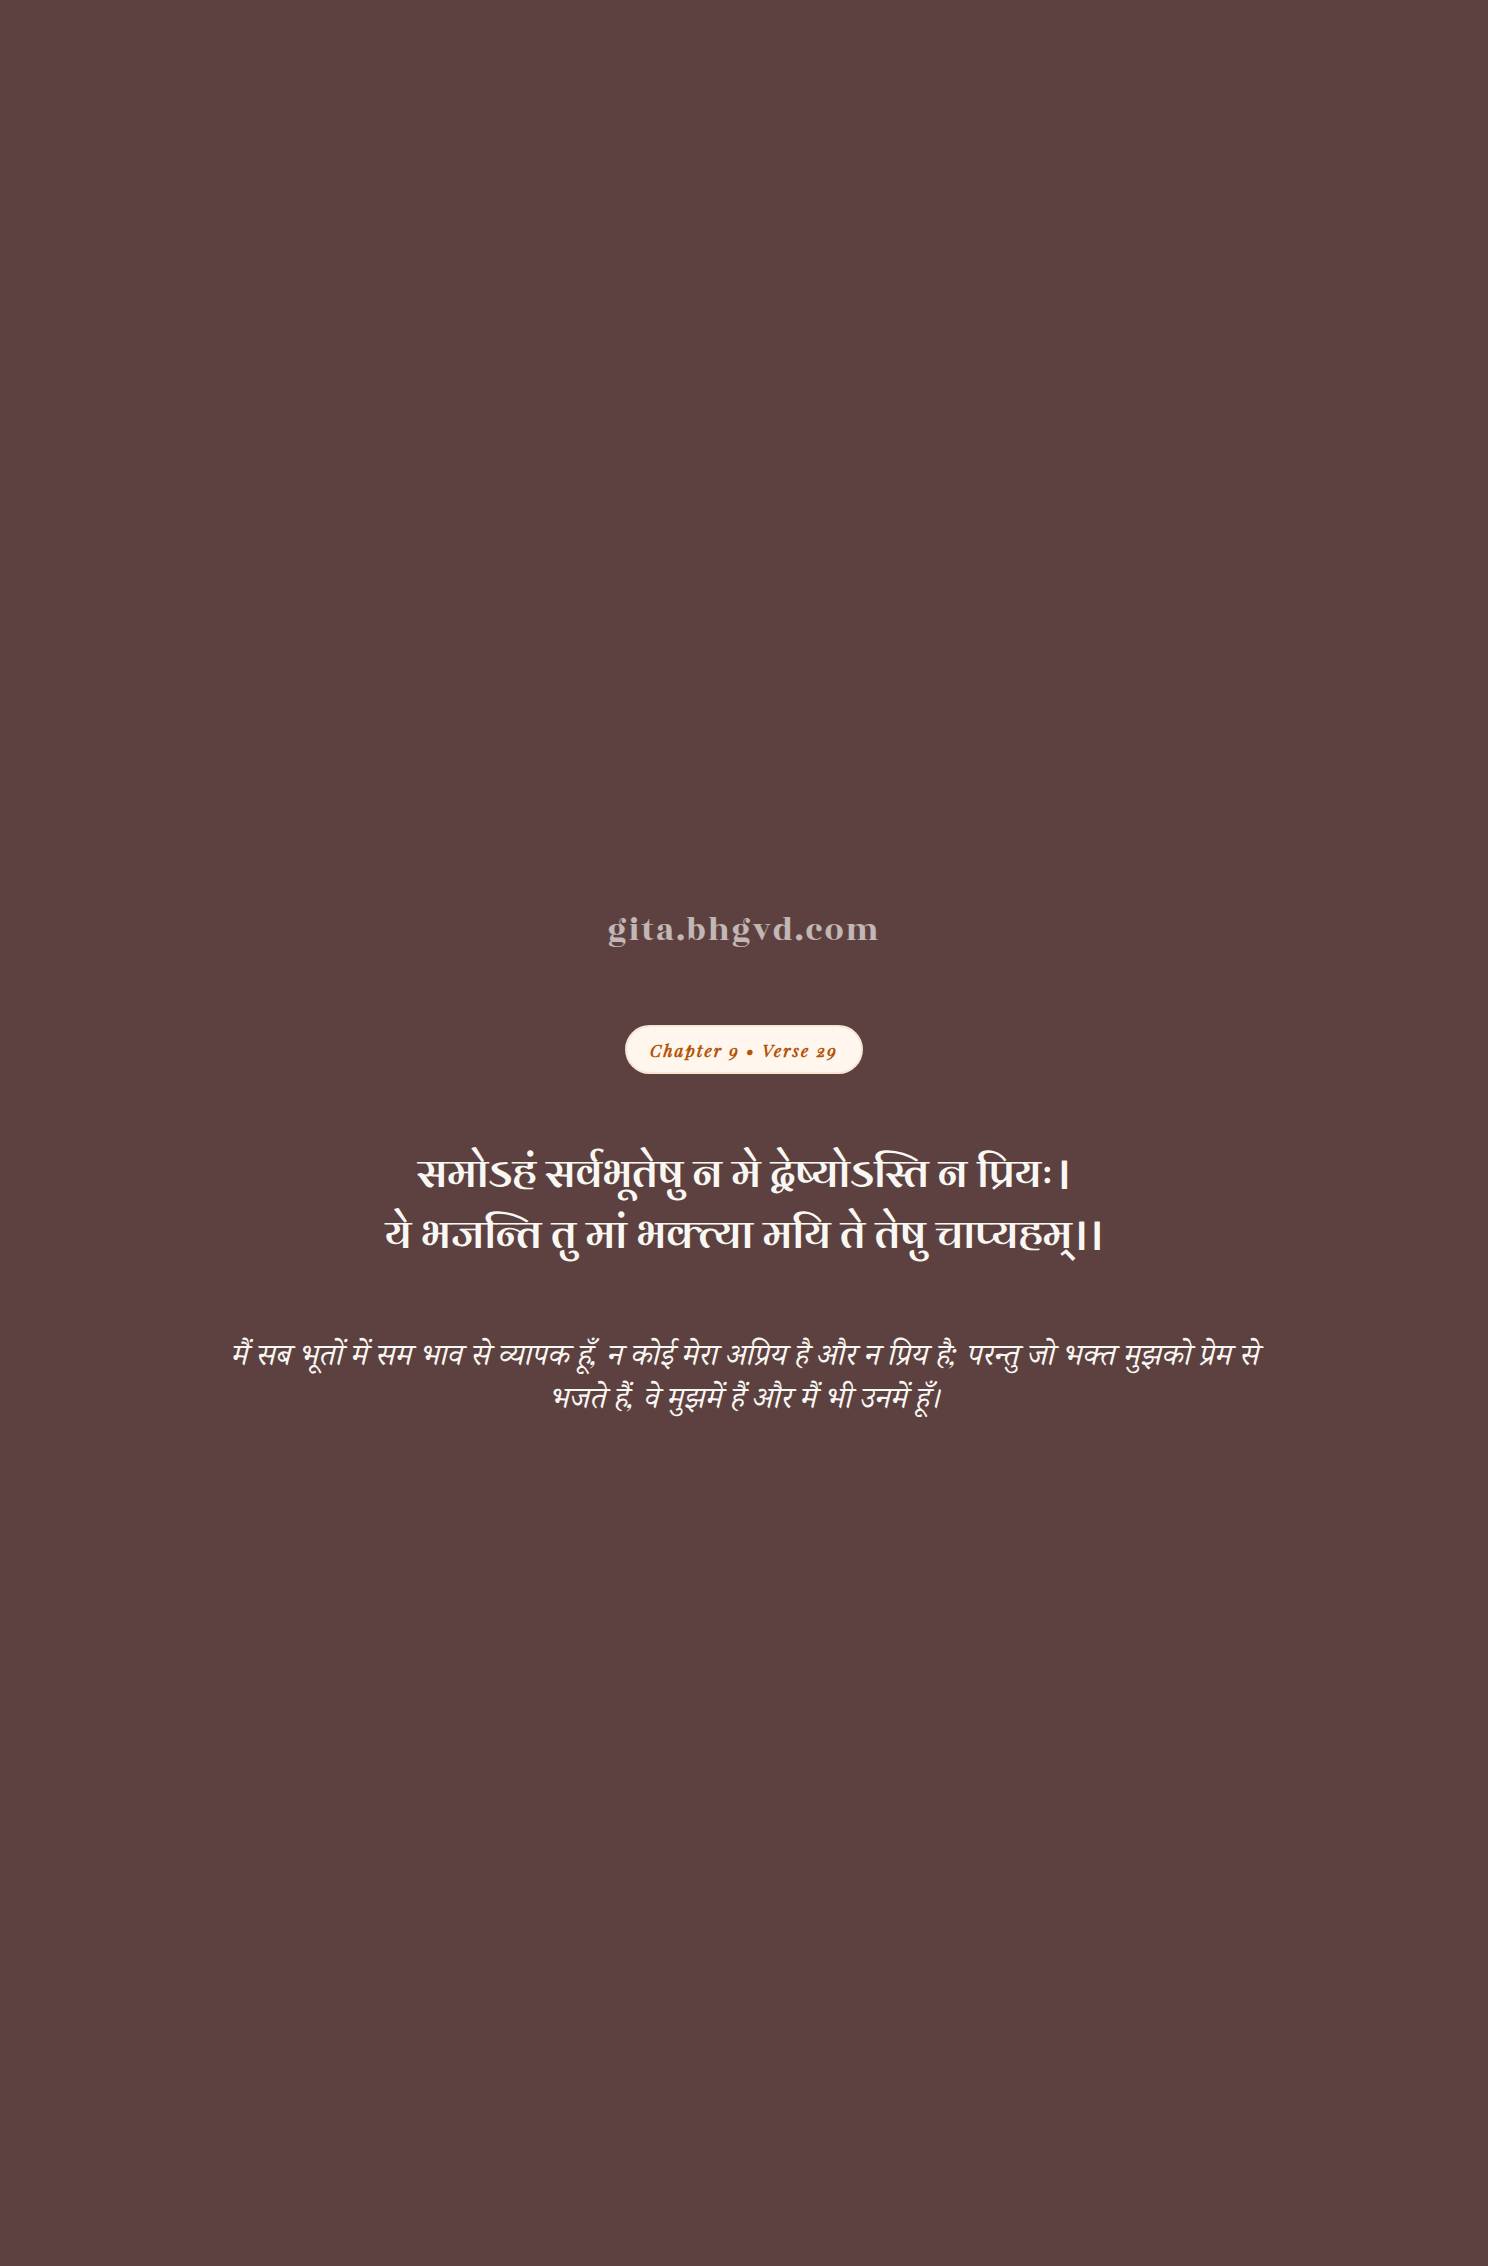 gita.bhgvd.com
Chapter 9 • Verse 29
समोऽहं सर्वभूतेषु न मे द्वेष्योऽस्ति न प्रियः।
ये भजन्ति तु मां भक्त्या मयि ते तेषु चाप्यहम्।।
मैं सब भूतों में सम भाव से व्यापक हूँ, न कोई मेरा अप्रिय है और न प्रिय है; परन्तु जो भक्त मुझको प्रेम से
भजते हैं, वे मुझमें हैं और मैं भी उनमें हूँ।